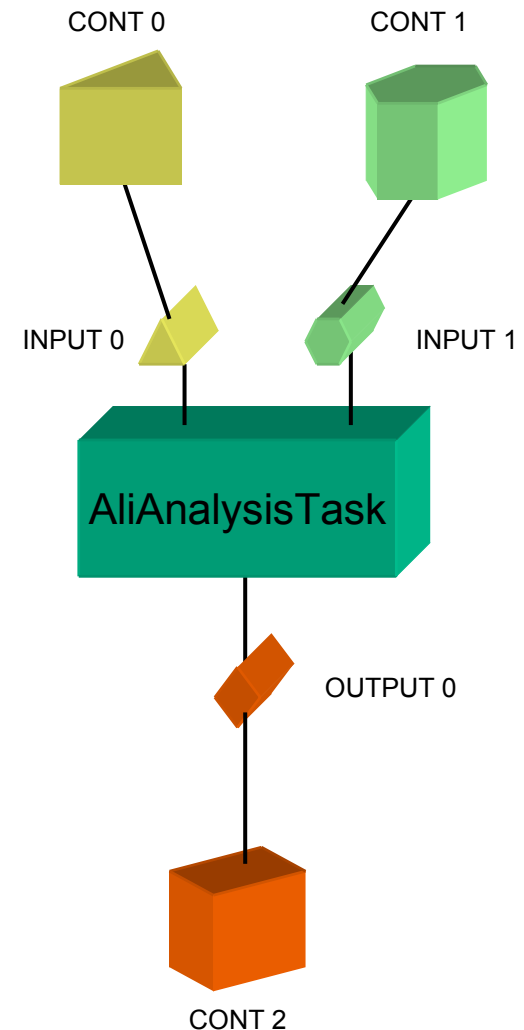 CONT 0
CONT 1
INPUT 0
INPUT 1
AliAnalysisTask
OUTPUT 0
CONT 2